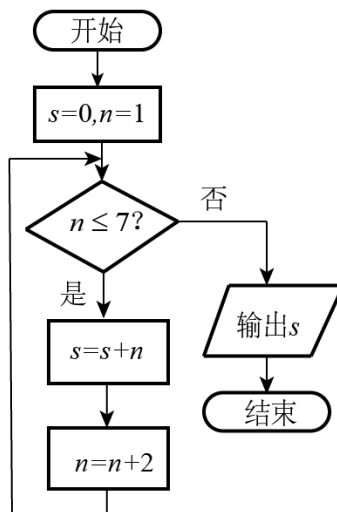 开始
s=0,n=1
n ≤ 7?
否
是
s=s+n
输出s
n=n+2
结束